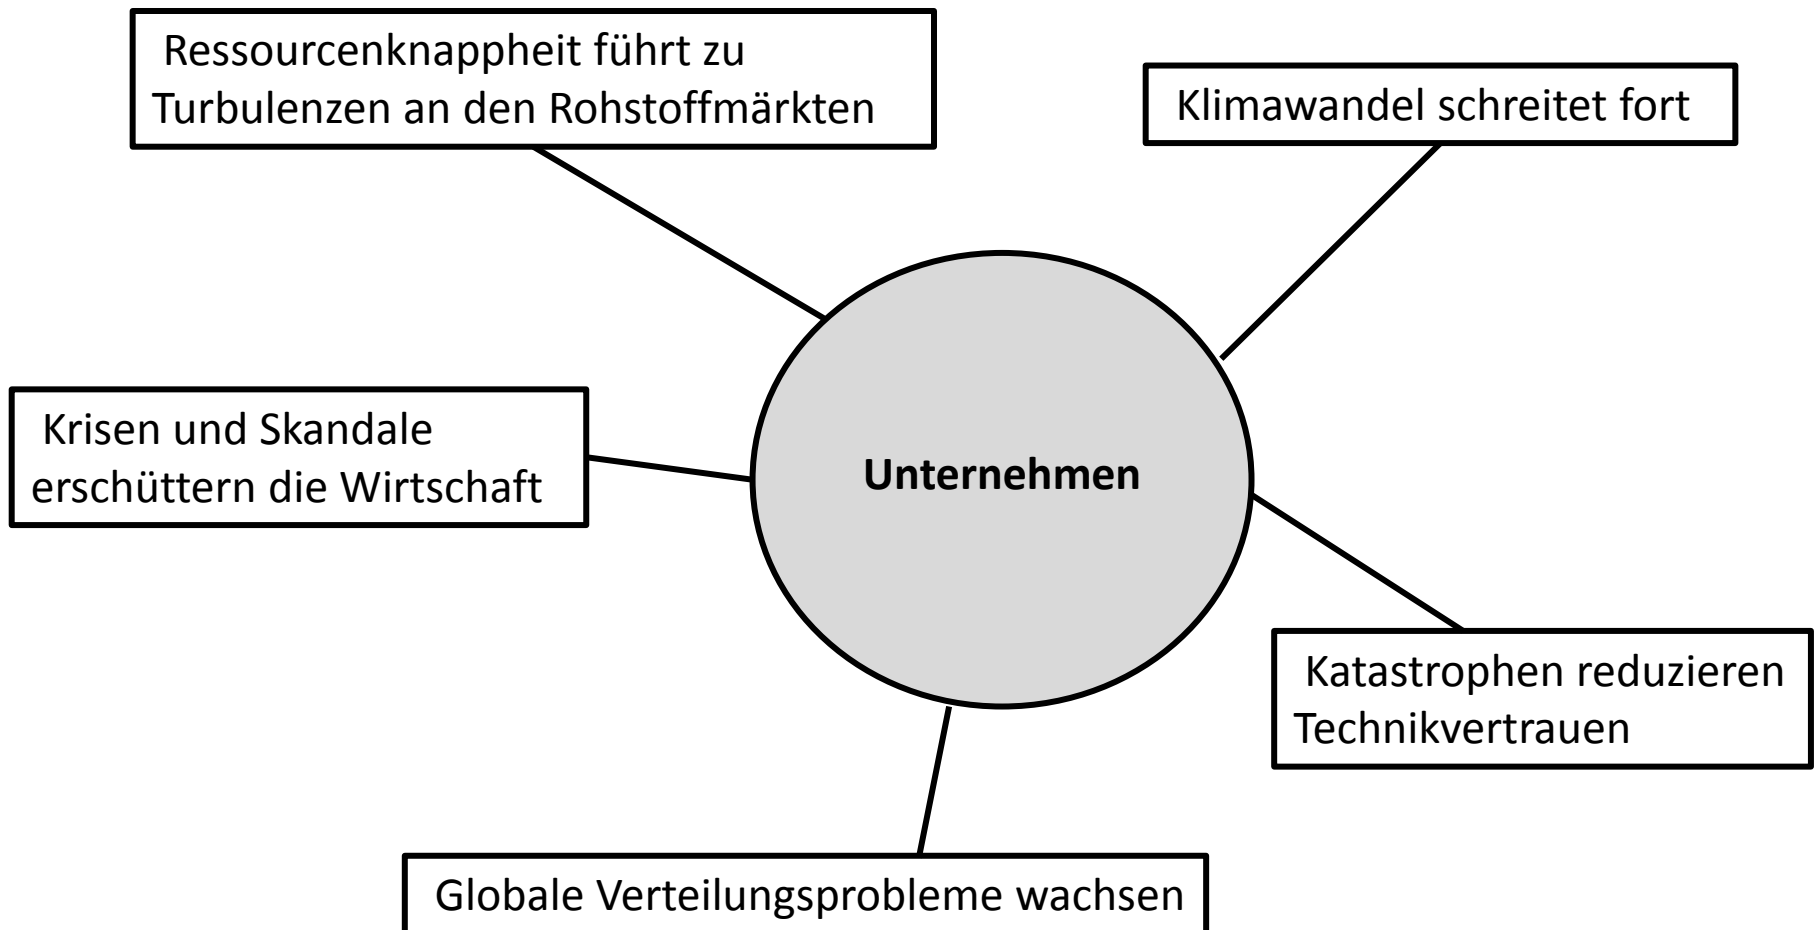 Ressourcenknappheit führt zu
Turbulenzen an den Rohstoffmärkten
Klimawandel schreitet fort
Krisen und Skandale
erschüttern die Wirtschaft
Unternehmen
Katastrophen reduzieren
Technikvertrauen
Globale Verteilungsprobleme wachsen